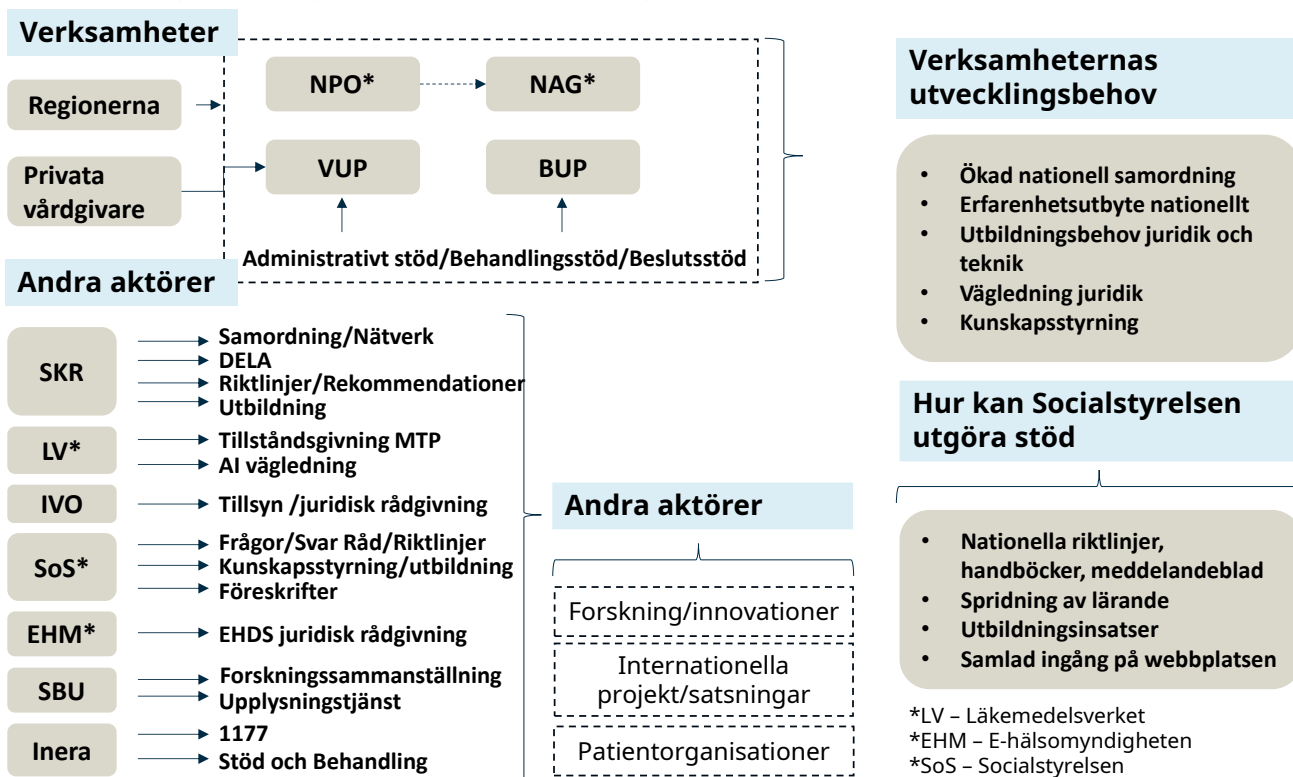 Verksamheter
Regionerna
Privata
vårdgivare
NPO*
NAG*
VUP
BUP
Administrativt stöd/Behandlingsstöd/Beslutsstöd
Andra aktörer
SKR
Samordning/Nätverk
DELA
Riktlinjer/Rekommendationer
Utbildning
LV*
Tillståndsgivning MTP
AI vägledning
IVO
Tillsyn /juridisk rådgivning
SoS*
Frågor/Svar Råd/Riktlinjer
Kunskapsstyrning/utbildning
Föreskrifter
EHM*
EHDS juridisk rådgivning
SBU
Forskningssammanställning
Upplysningstjänst
Inera
1177
Stöd och Behandling
Andra aktörer
Forskning/innovationer
Internationella
projekt/satsningar
Patientorganisationer
Verksamheternas
utvecklingsbehov
• Ökad nationell samordning
• Erfarenhetsutbyte nationellt
• Utbildningsbehov juridik och
teknik
• Vägledning juridik
• Kunskapsstyrning
Hur kan Socialstyrelsen
utgöra stöd
• Nationella riktlinjer,
handböcker, meddelandeblad
• Spridning av lärande
• Utbildningsinsatser
• Samlad ingång på webbplatsen
*LV – Läkemedelsverket
*EHM – E-hälsomyndigheten
*SoS – Socialstyrelsen